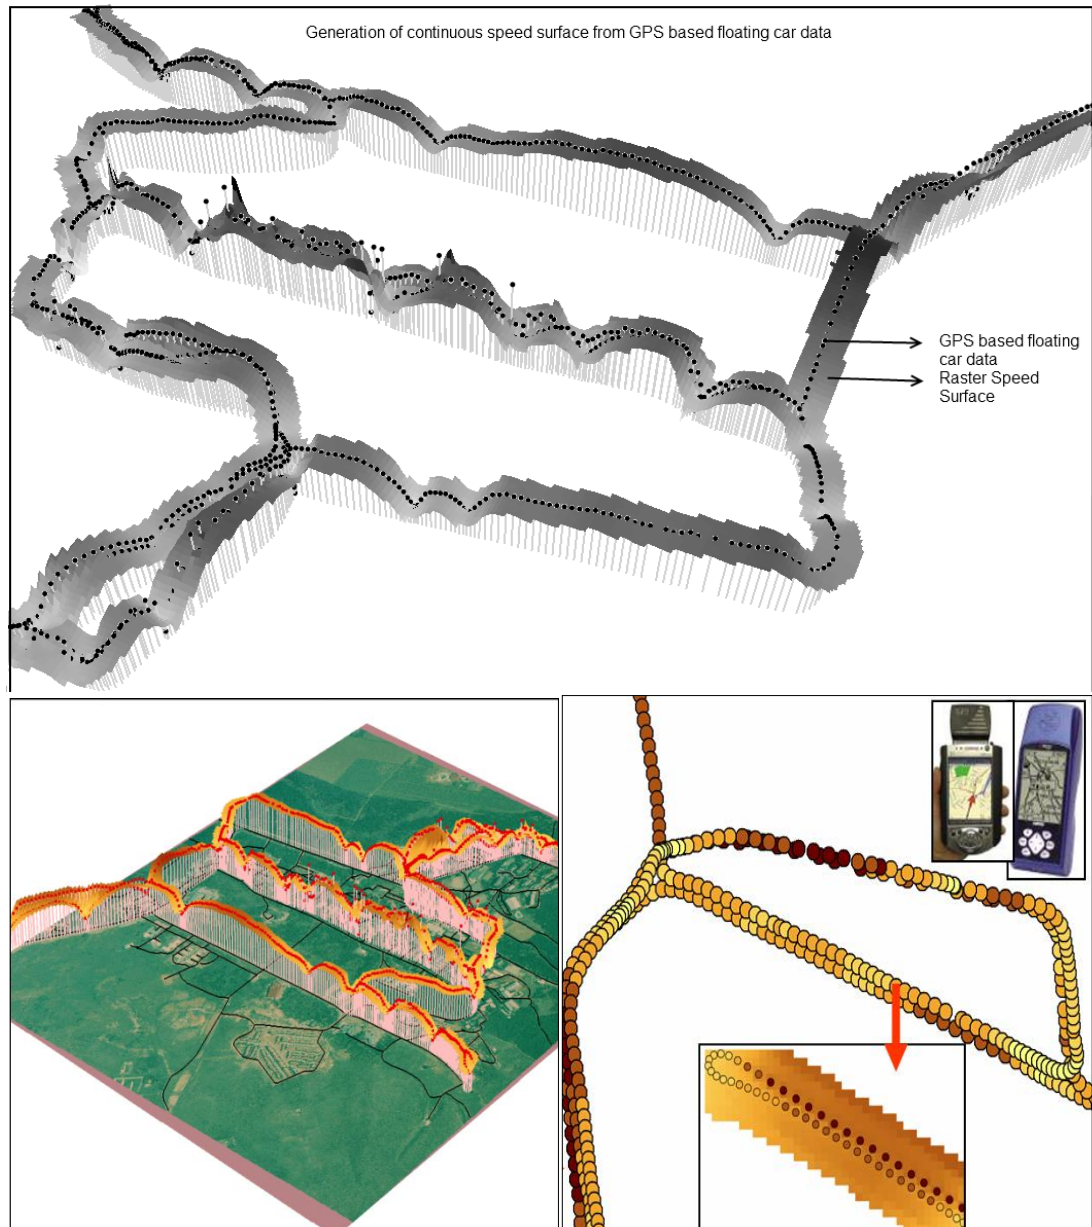 Generation of continuous speed surface from GPS based floating car data
GPS based floating
car data
Raster Speed
Surface